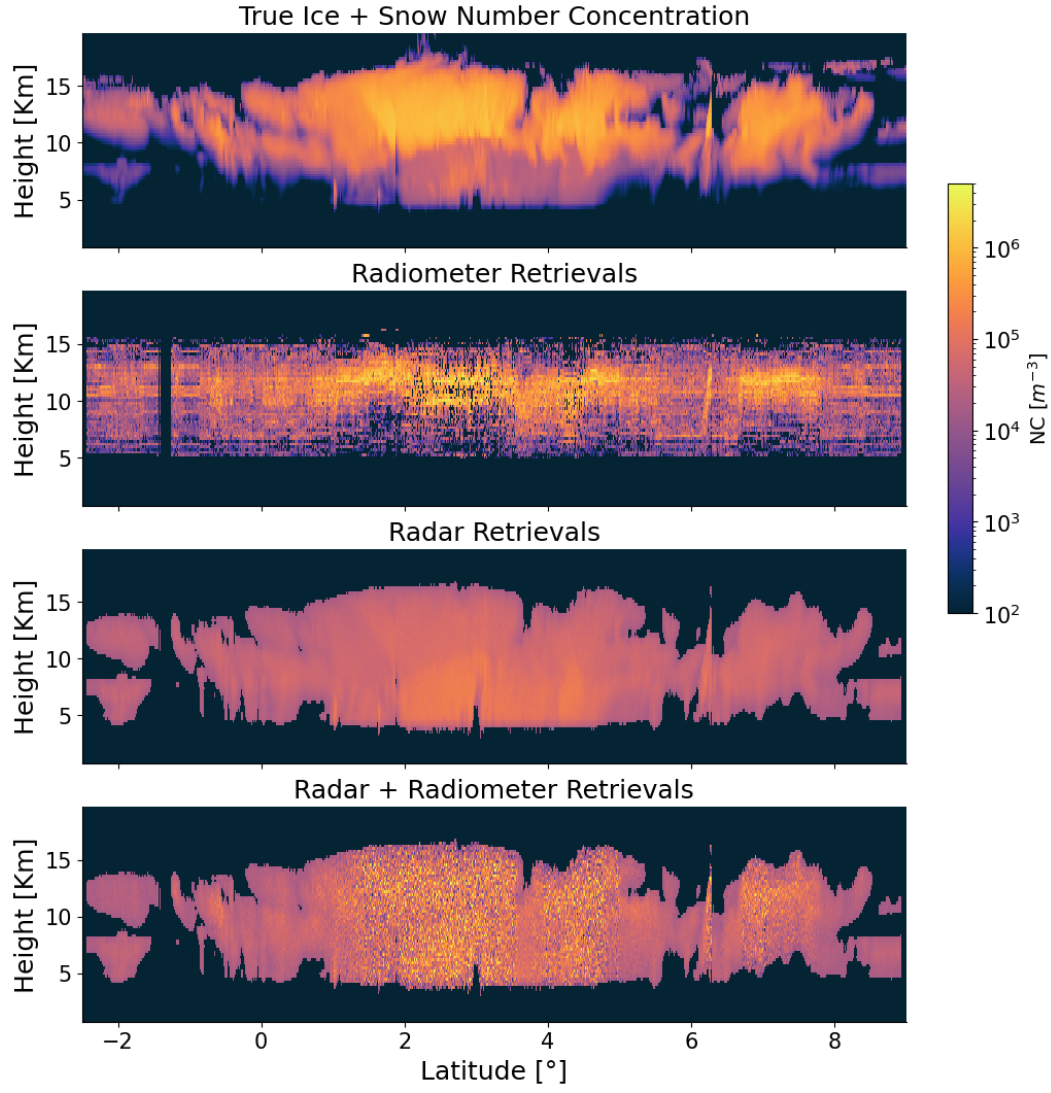 True Ice + Snow Number Concentration
Height [Km]
15
10
5
Radiometer Retrievals
Height [Km]
15
10
5
Radar Retrievals
Height [Km]
15
10
5
Radar + Radiometer Retrievals
Height [Km]
15
10
5
−2 0 2 4 6 8
Latitude [°]
10⁶
10⁵
10⁴
10³
10²
NC [m⁻³]